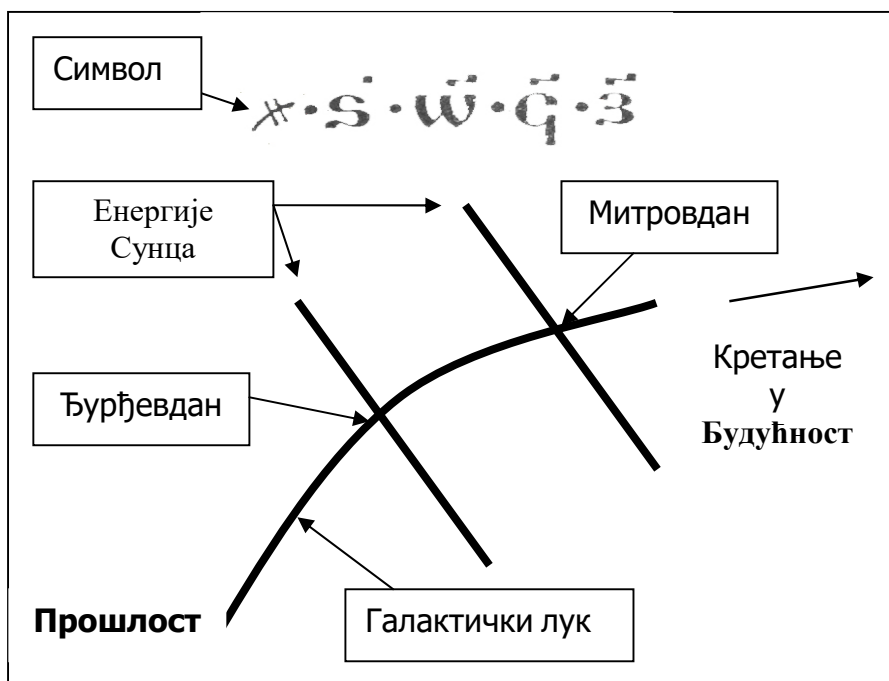 Символ
҂·ѕ·ѡ·ч·з
Енергије
Сунца
Митровдан
Ђурђевдан
Кретање
у
Будућност
Прошлост
Галактички лук